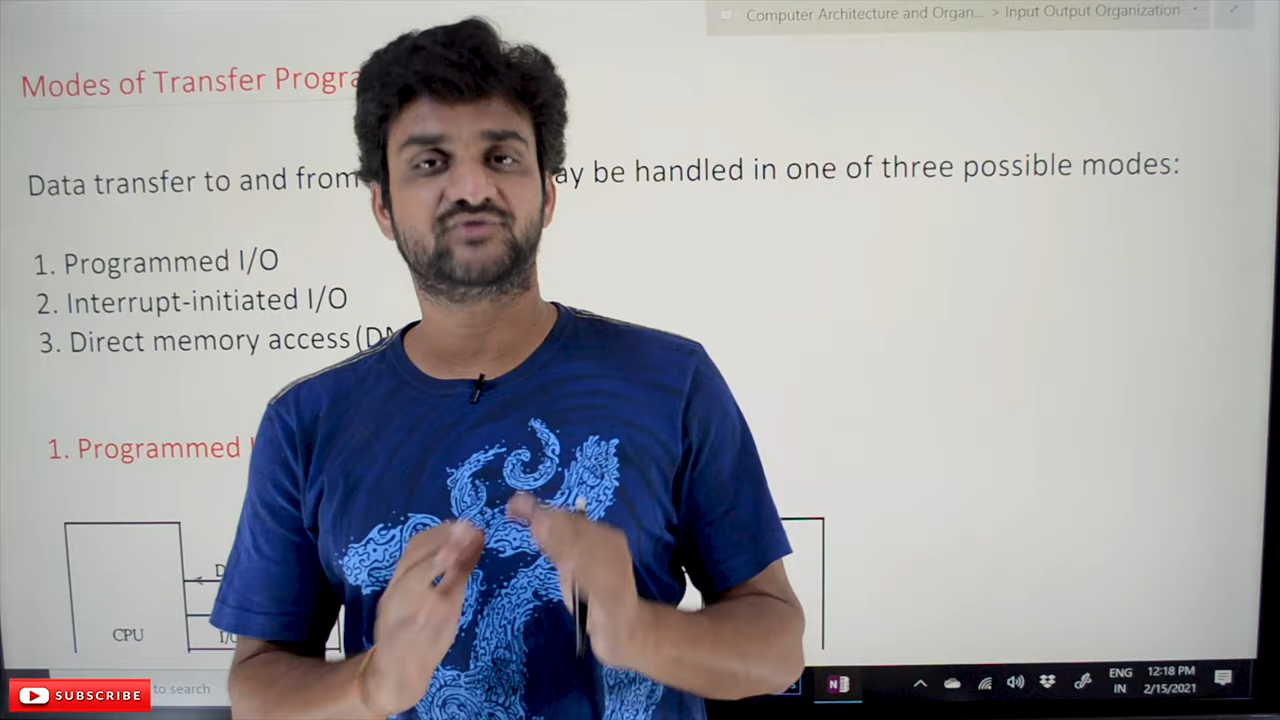 Computer Architecture and Organ... > Input Output Organization
Modes of Transfer Progra
Data transfer to and from ay be handled in one of three possible modes:
1. Programmed I/O
2. Interrupt-initiated I/O
3. Direct memory access (DM
1. Programmed I
D
CPU
I/O
to search
ENG
IN
12:18 PM
2/15/2021
SUBSCRIBE